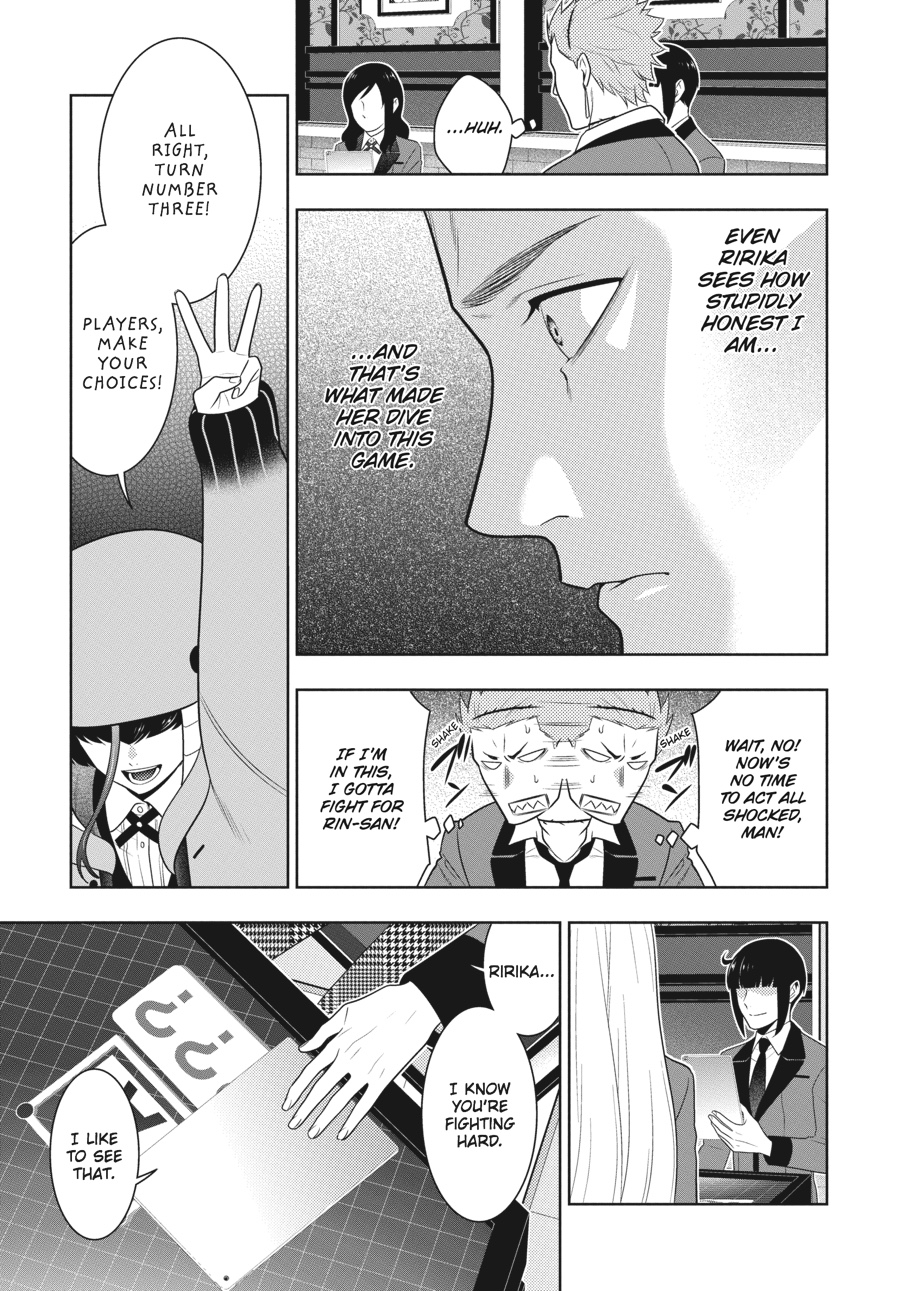 ...HUH.
EVEN
RIRIKA
SEES HOW
STUPIDLY
HONEST I
AM...
...AND
THAT'S
WHAT MADE
HER DIVE
INTO THIS
GAME.
ALL
RIGHT,
TURN
NUMBER
THREE!
PLAYERS,
MAKE
YOUR
CHOICES!
WAIT, NO!
NOW'S
NO TIME
TO ACT ALL
SHOCKED,
MAN!
SHAKE
SHAKE
IF I'M
IN THIS,
I GOTTA
FIGHT FOR
RIN-SAN!
RIRIKA...
I KNOW
YOU'RE
FIGHTING
HARD.
¿¿
I LIKE
TO SEE
THAT.